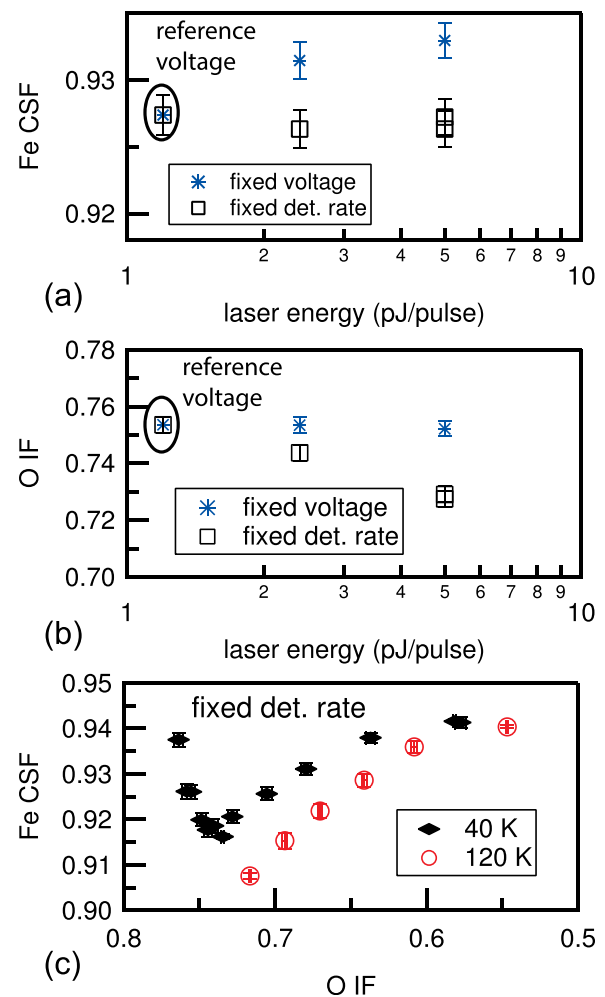 reference
voltage
0.93
0.92
Fe CSF
fixed voltage
fixed det. rate
1
2
3
4
5
6
7
8
9
10
(a)
laser energy (pJ/pulse)
0.78
0.76
0.74
0.72
0.70
O IF
reference
voltage
fixed voltage
fixed det. rate
1
2
3
4
5
6
7
8
9
10
(b)
laser energy (pJ/pulse)
0.95
0.94
0.93
0.92
0.91
0.90
Fe CSF
fixed det. rate
40 K
120 K
0.8
0.7
0.6
0.5
(c)
O IF